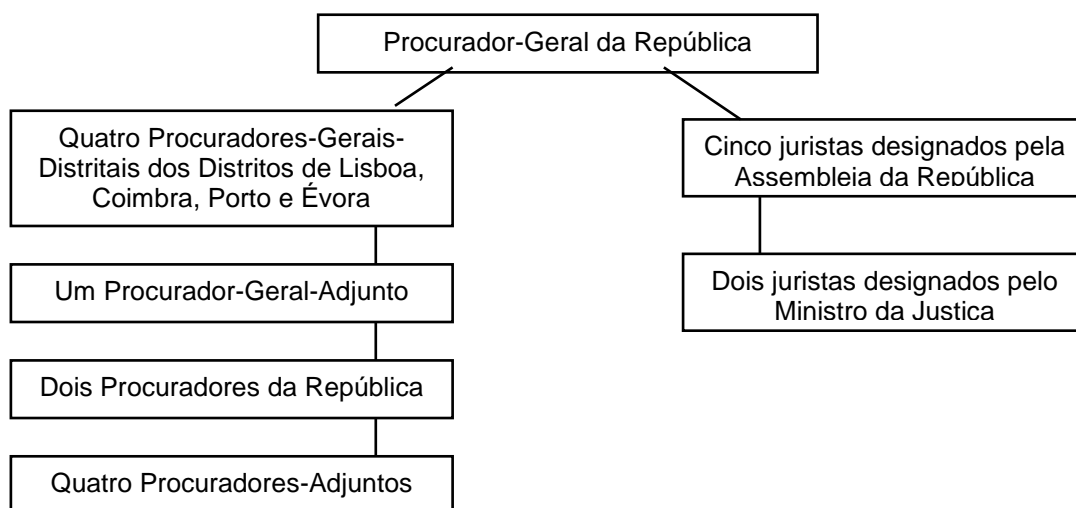 Procurador-Geral da República
Quatro Procuradores-Gerais-
Distritais dos Distritos de Lisboa,
Coimbra, Porto e Évora
Cinco juristas designados pela
Assembleia da República
Um Procurador-Geral-Adjunto
Dois juristas designados pelo
Ministro da Justica
Dois Procuradores da República
Quatro Procuradores-Adjuntos